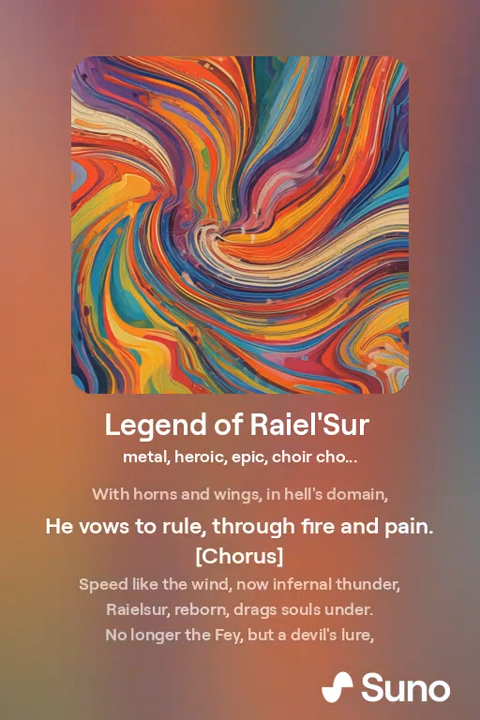 Legend of Raiel'Sur
metal, heroic, epic, choir cho...
With horns and wings, in hell's domain,
He vows to rule, through fire and pain.
[Chorus]
Speed like the wind, now infernal thunder,
Raielsur, reborn, drags souls under.
No longer the Fey, but a devil's lure,
Suno